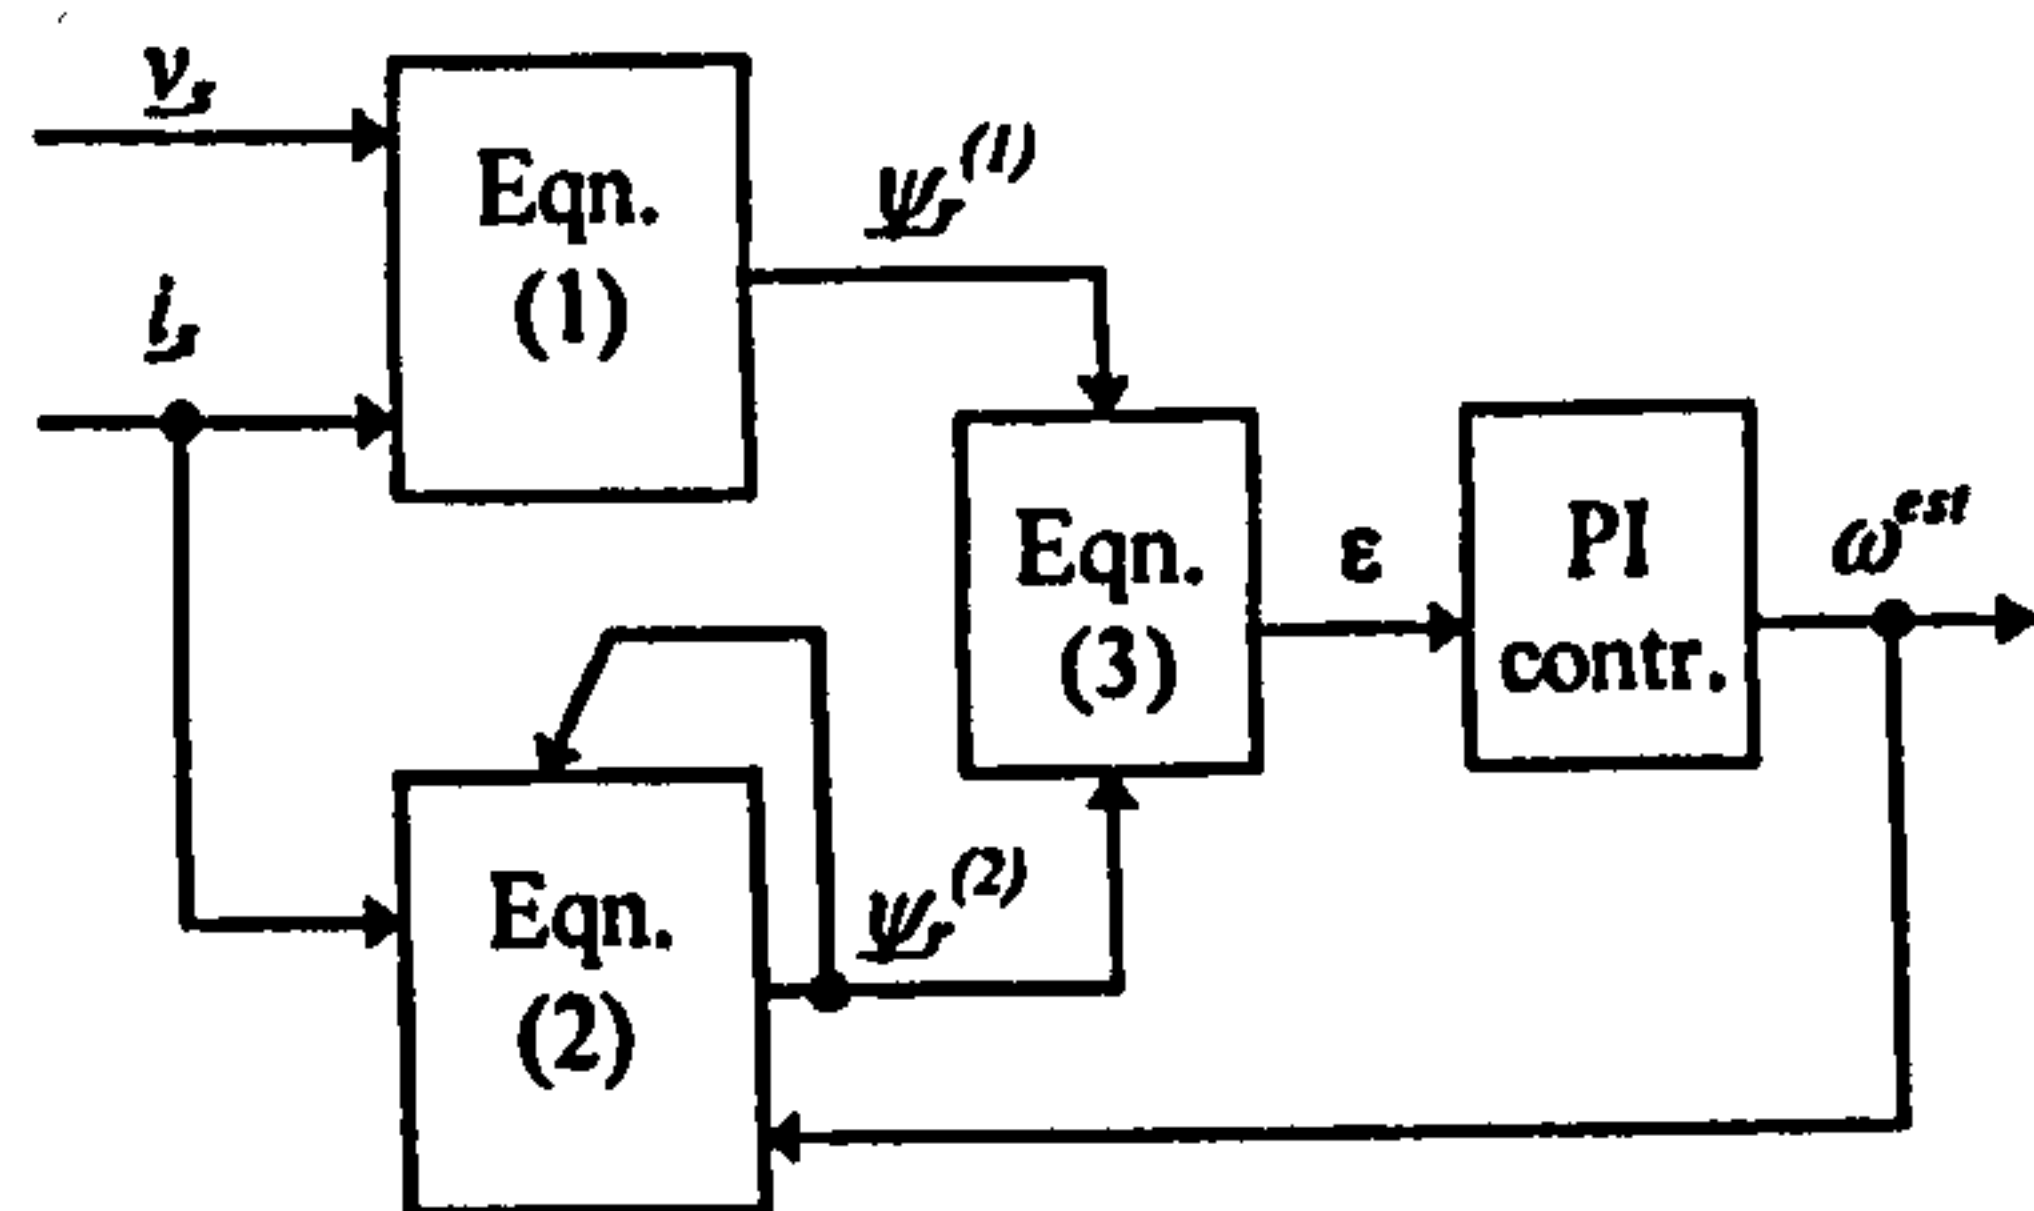 v_s
Eqn.
(1)
ψ_r^(1)
i_s
Eqn.
(3)
ε
PI
contr.
ω^est
Eqn.
(2)
ψ_r^(2)